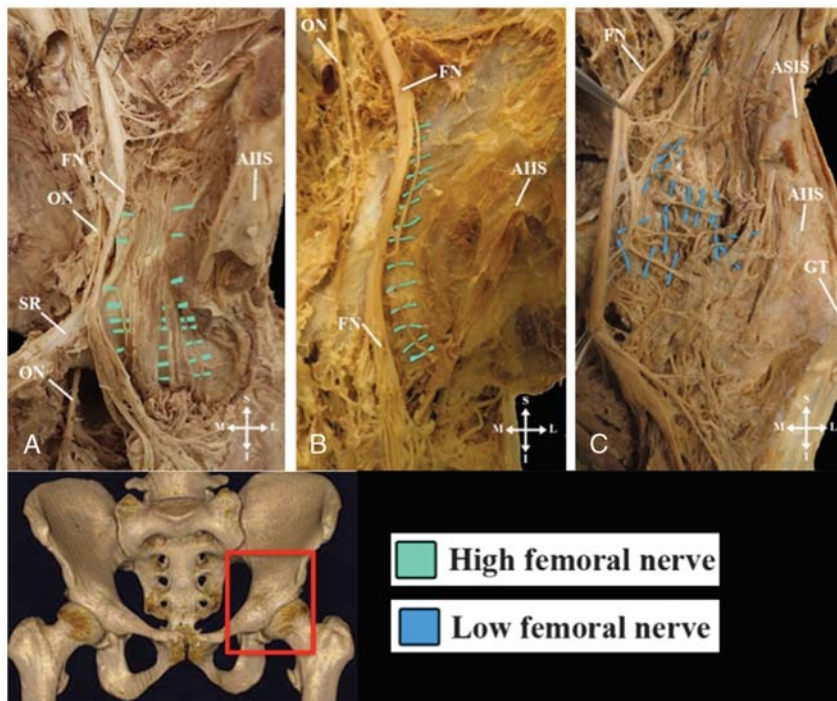 ON
FN
AIIS
FN
ON
SR
ON
S
M L
I
A
ON
FN
AIIS
FN
S
M L
I
B
FN
ASIS
AIIS
GT
S
M L
I
C
High femoral nerve
Low femoral nerve